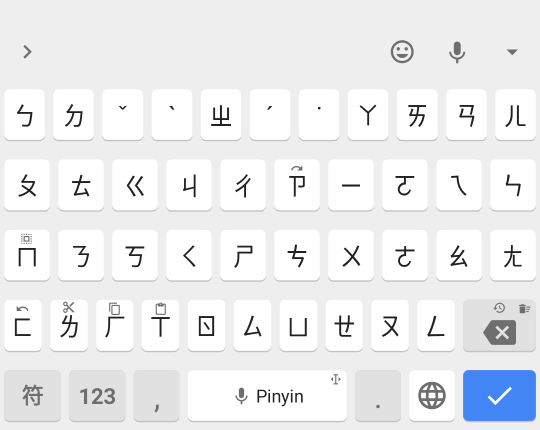 ㄅ ㄉ ˇ ˋ ㄓ ˊ ˙ ㄚ ㄞ ㄢ ㄦ
ㄆ ㄊ ㄍ ㄐ ㄔ ㄗ ㄧ ㄛ ㄟ ㄣ
ㄇ ㄋ ㄎ ㄑ ㄕ ㄘ ㄨ ㄜ ㄠ ㄤ
ㄈ ㄌ ㄏ ㄒ ㄖ ㄙ ㄩ ㄝ ㄡ ㄥ
符 123 , Pinyin .